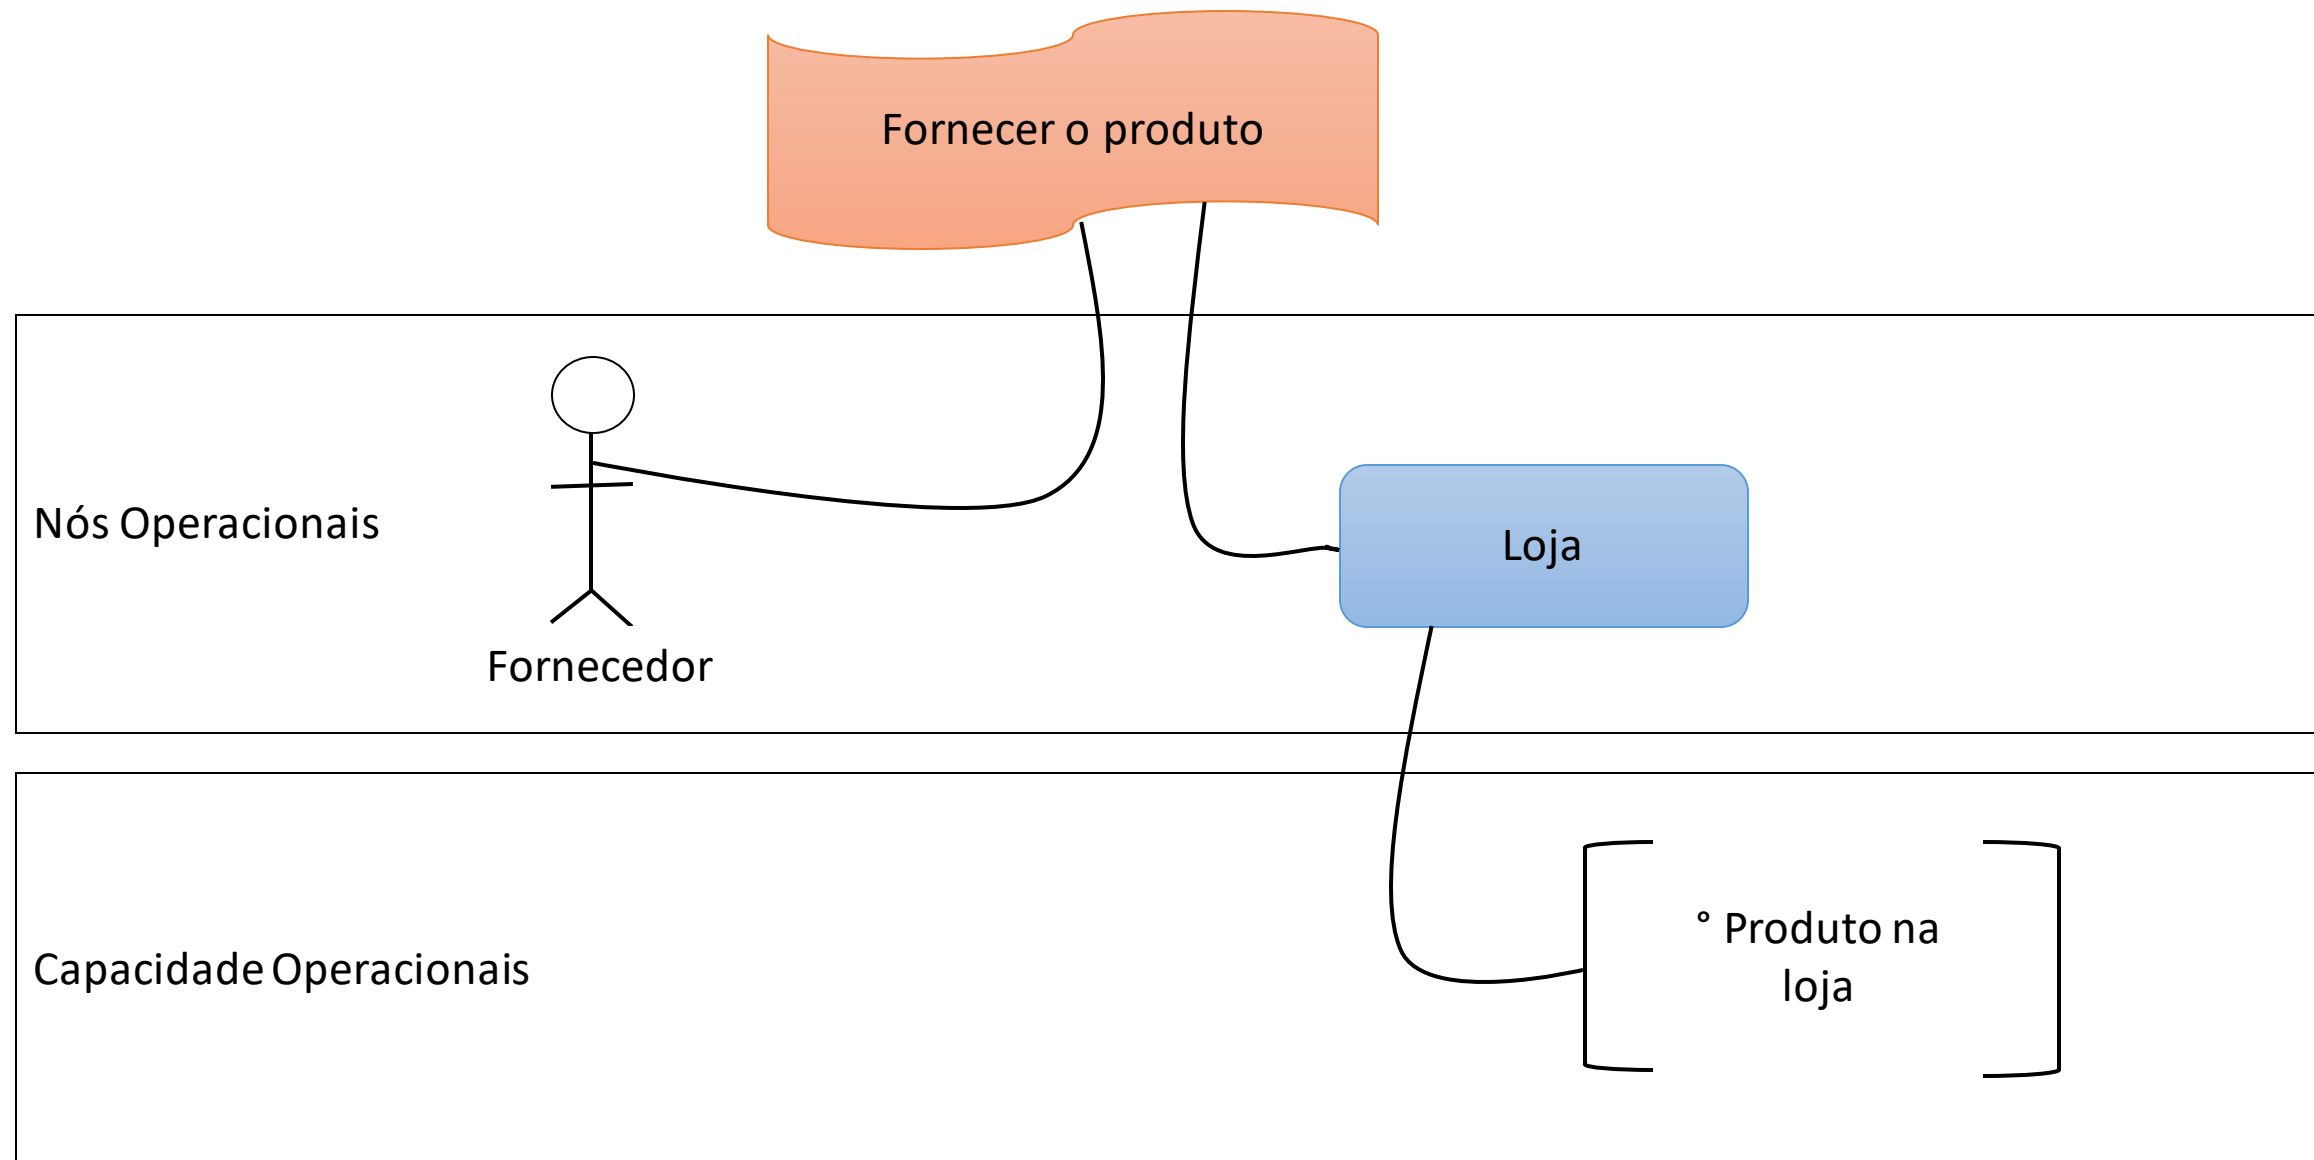 Fornecer o produto
Nós Operacionais
Loja
Fornecedor
Capacidade Operacionais
° Produto na
loja